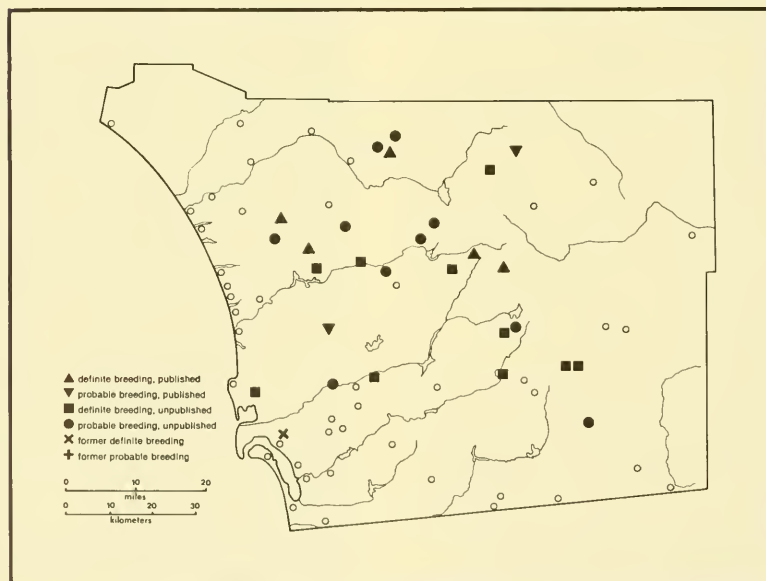 ▲ definite breeding, published
▼ probable breeding, published
■ definite breeding, unpublished
● probable breeding, unpublished
× former definite breeding
+ former probable breeding
0 10 20
miles
0 10 20 30
kilometers